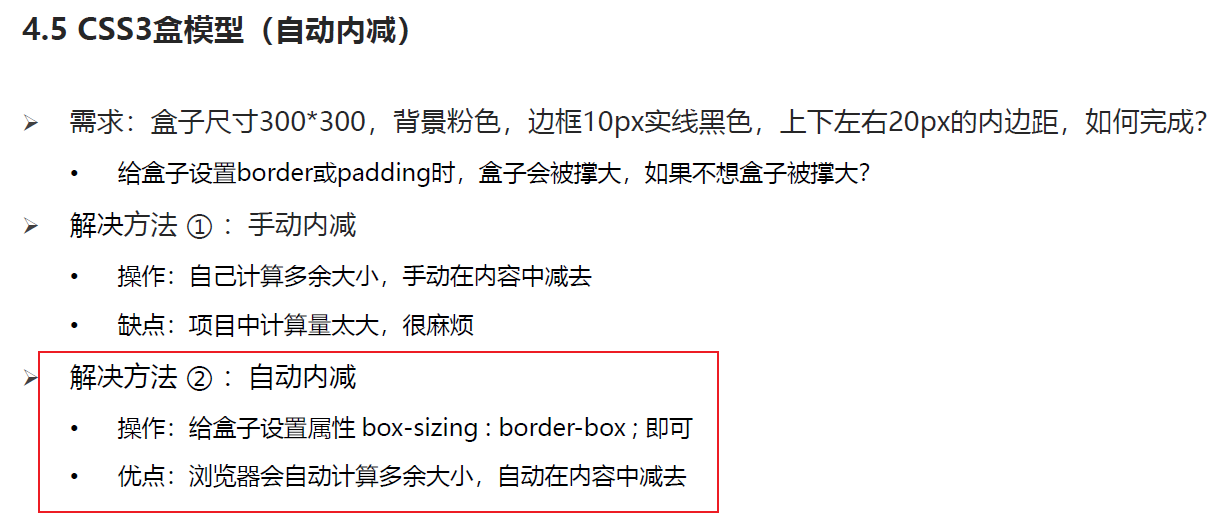 4.5 CSS3盒模型（自动内减）
➢ 需求：盒子尺寸300*300，背景粉色，边框10px实线黑色，上下左右20px的内边距，如何完成？
• 给盒子设置border或padding时，盒子会被撑大，如果不想盒子被撑大？
➢ 解决方法 ① ：手动内减
• 操作：自己计算多余大小，手动在内容中减去
• 缺点：项目中计算量太大，很麻烦
➢ 解决方法 ② ：自动内减
• 操作：给盒子设置属性 box-sizing : border-box ; 即可
• 优点：浏览器会自动计算多余大小，自动在内容中减去